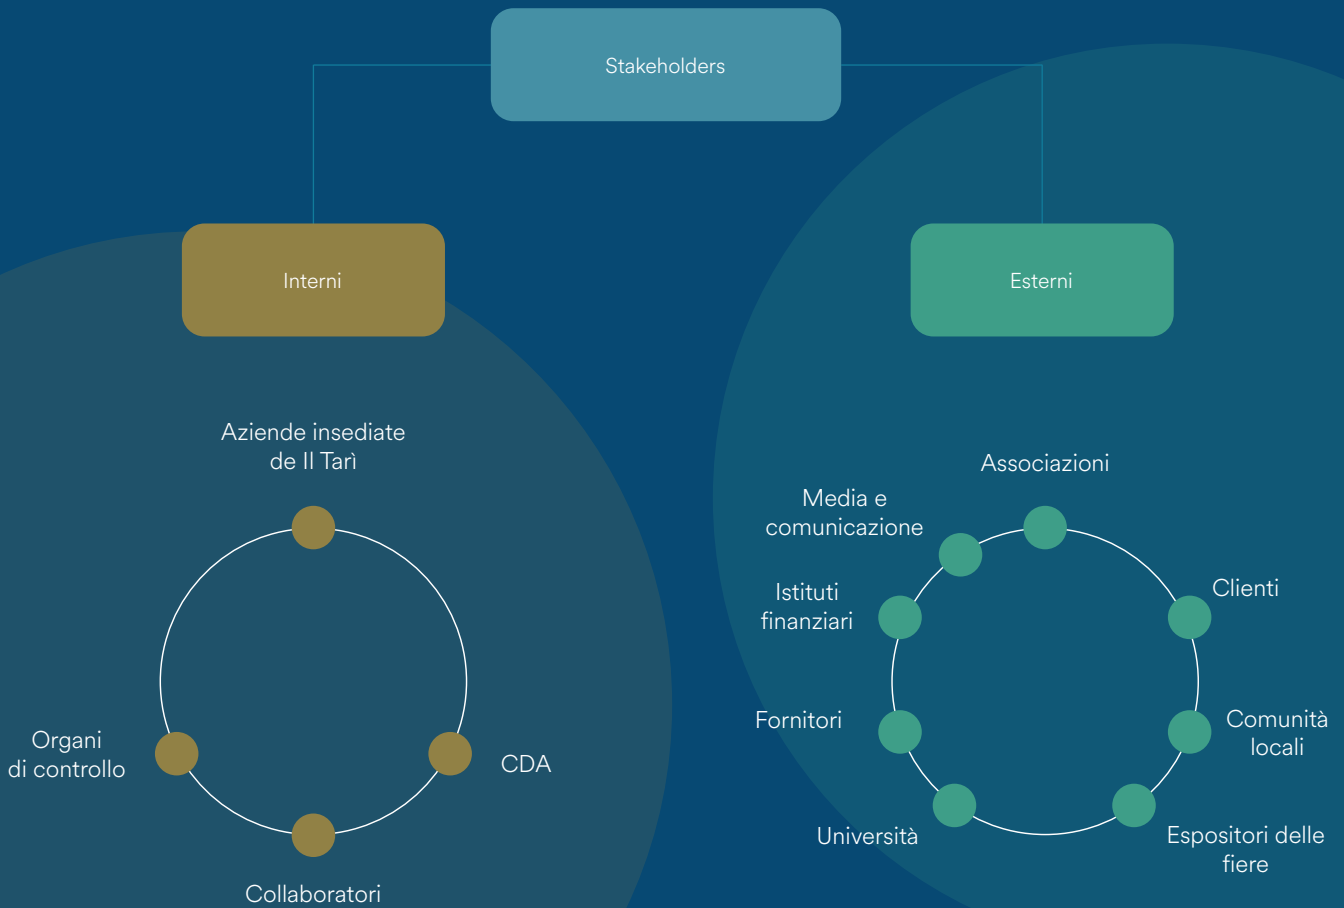 Stakeholders
Interni
Esterni
Aziende insediate
de Il Tarì
CDA
Collaboratori
Organi
di controllo
Associazioni
Clienti
Comunità
locali
Espositori delle
fiere
Università
Fornitori
Istituti
finanziari
Media e
comunicazione